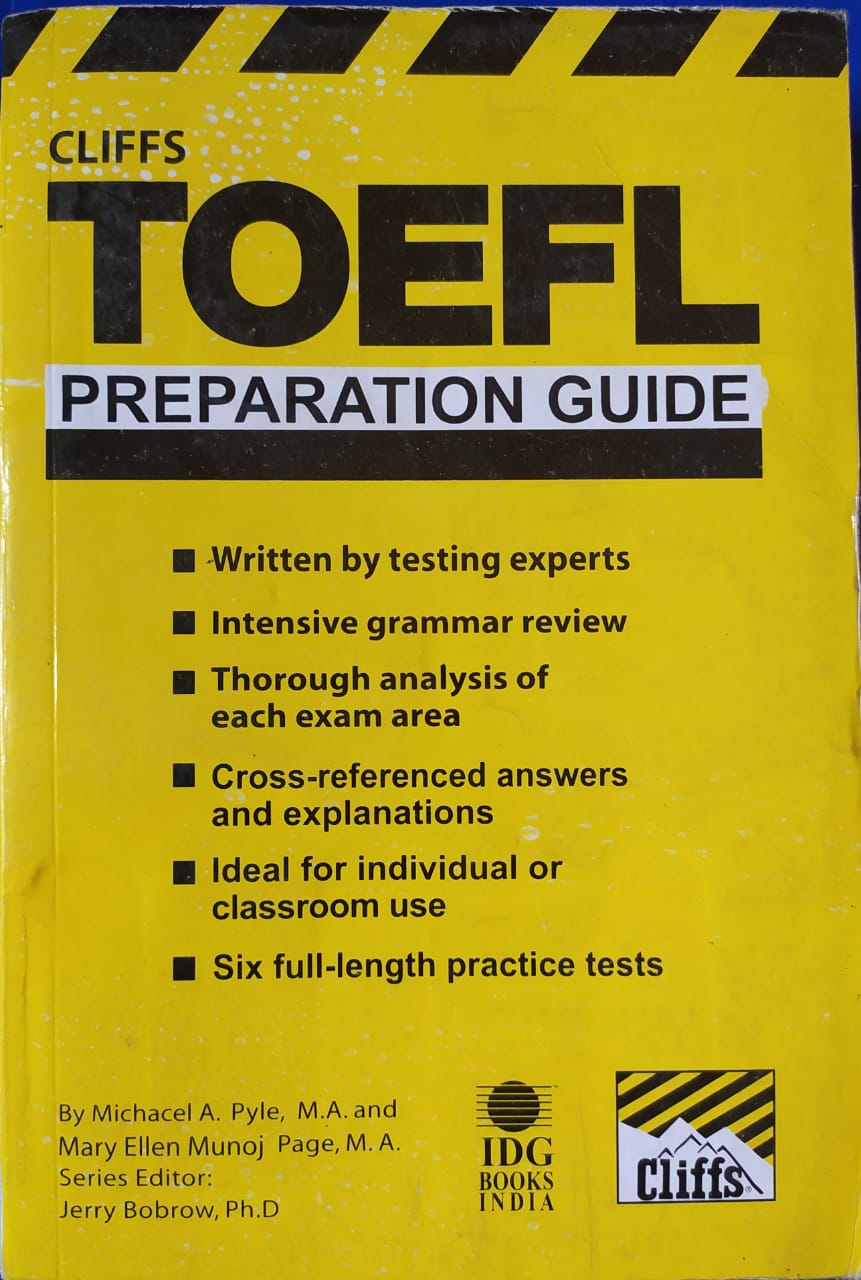 CLIFFS
TOEFL
PREPARATION GUIDE
■ Written by testing experts
■ Intensive grammar review
■ Thorough analysis of
each exam area
■ Cross-referenced answers
and explanations
■ Ideal for individual or
classroom use
■ Six full-length practice tests
By Michacel A. Pyle, M.A. and
Mary Ellen Munoj Page, M. A.
Series Editor:
Jerry Bobrow, Ph.D
IDG
BOOKS
INDIA
™
Cliffs®